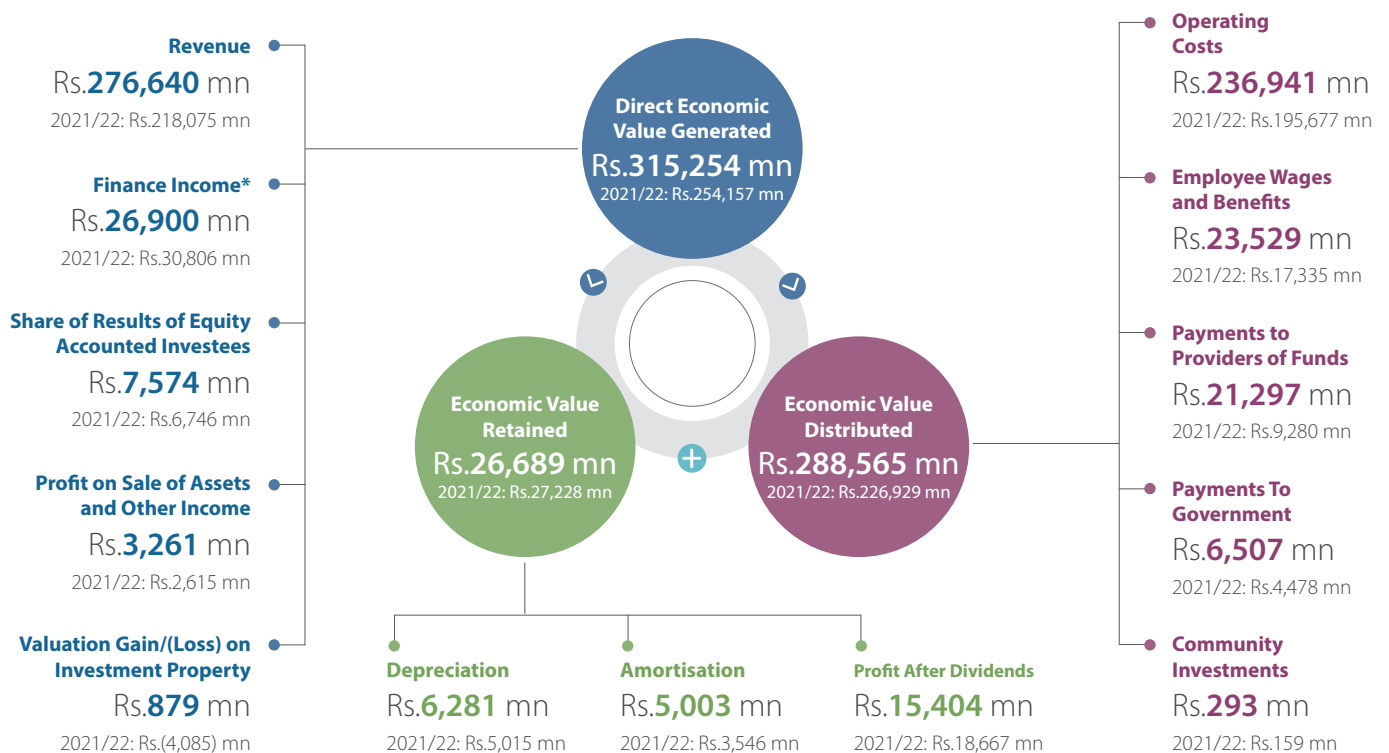 Revenue
Rs.276,640 mn
2021/22: Rs.218,075 mn
Finance Income*
Rs.26,900 mn
2021/22: Rs.30,806 mn
Share of Results of Equity
Accounted Investees
Rs.7,574 mn
2021/22: Rs.6,746 mn
Profit on Sale of Assets
and Other Income
Rs.3,261 mn
2021/22: Rs.2,615 mn
Valuation Gain/(Loss) on
Investment Property
Rs.879 mn
2021/22: Rs.(4,085) mn
Direct Economic
Value Generated
Rs.315,254 mn
2021/22: Rs.254,157 mn
Economic Value
Retained
Rs.26,689 mn
2021/22: Rs.27,228 mn
Economic Value
Distributed
Rs.288,565 mn
2021/22: Rs.226,929 mn
Depreciation
Rs.6,281 mn
2021/22: Rs.5,015 mn
Amortisation
Rs.5,003 mn
2021/22: Rs.3,546 mn
Profit After Dividends
Rs.15,404 mn
2021/22: Rs.18,667 mn
Operating
Costs
Rs.236,941 mn
2021/22: Rs.195,677 mn
Employee Wages
and Benefits
Rs.23,529 mn
2021/22: Rs.17,335 mn
Payments to
Providers of Funds
Rs.21,297 mn
2021/22: Rs.9,280 mn
Payments To
Government
Rs.6,507 mn
2021/22: Rs.4,478 mn
Community
Investments
Rs.293 mn
2021/22: Rs.159 mn